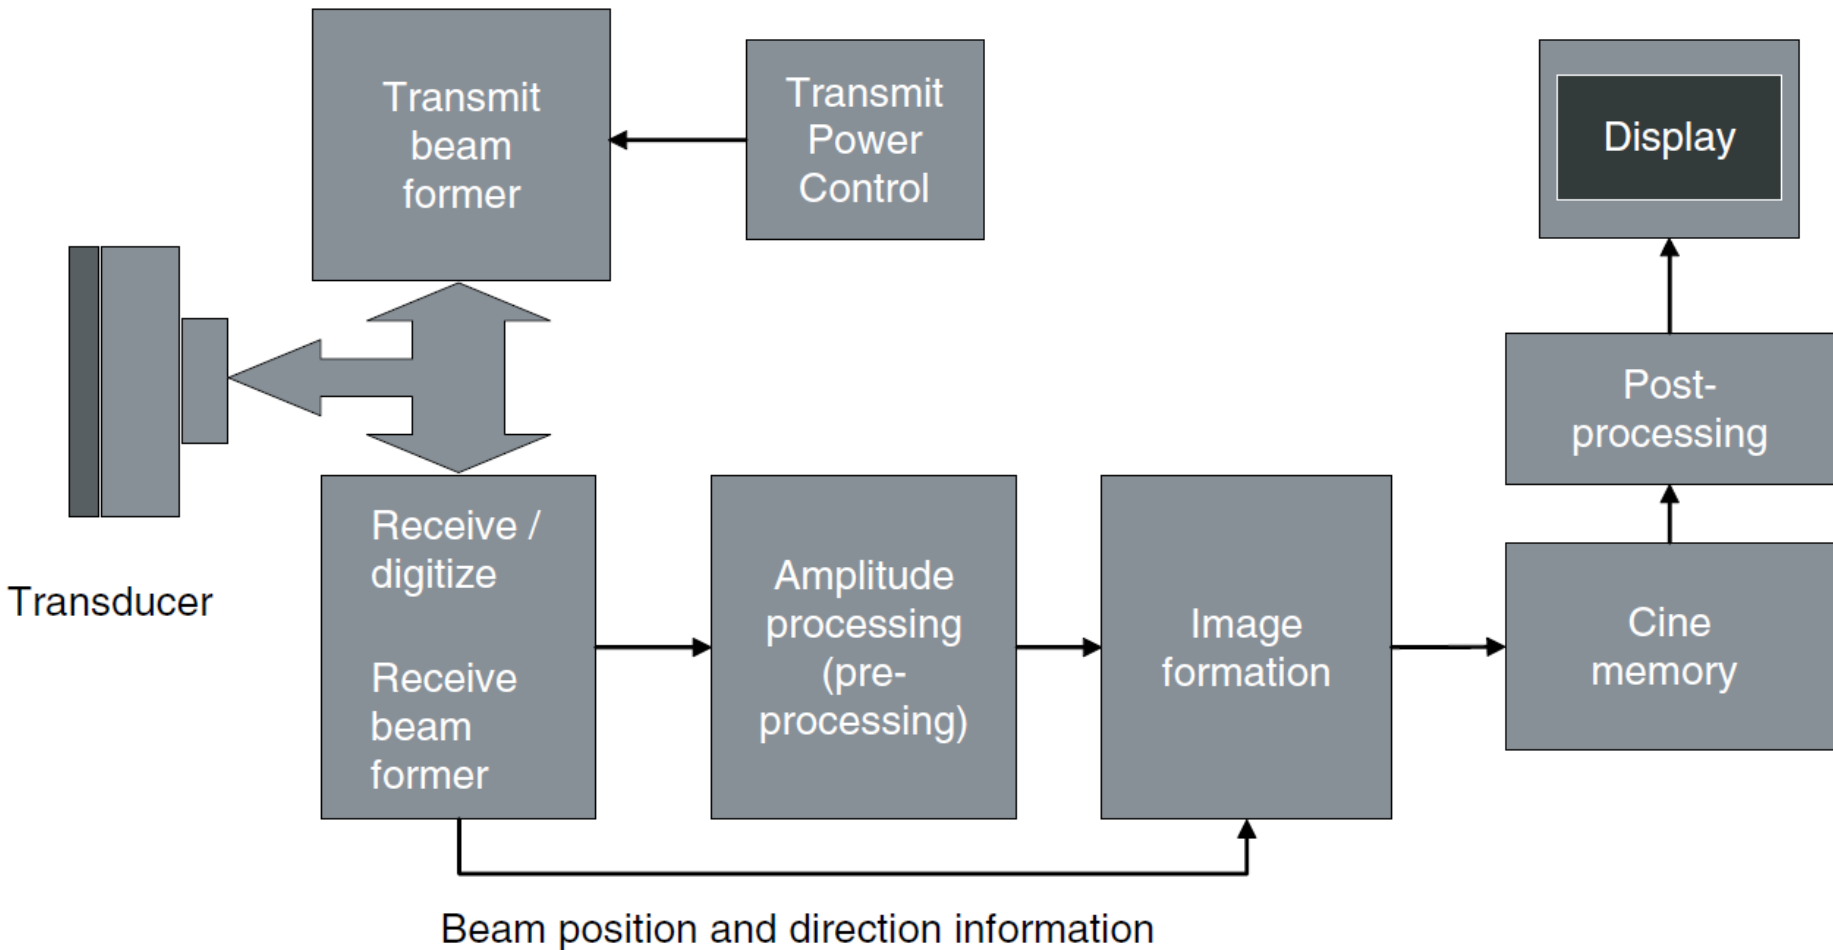 Transmit
beam
former
Transmit
Power
Control
Display
Transducer
Receive /
digitize
Receive
beam
former
Amplitude
processing
(pre-
processing)
Image
formation
Cine
memory
Post-
processing
Beam position and direction information